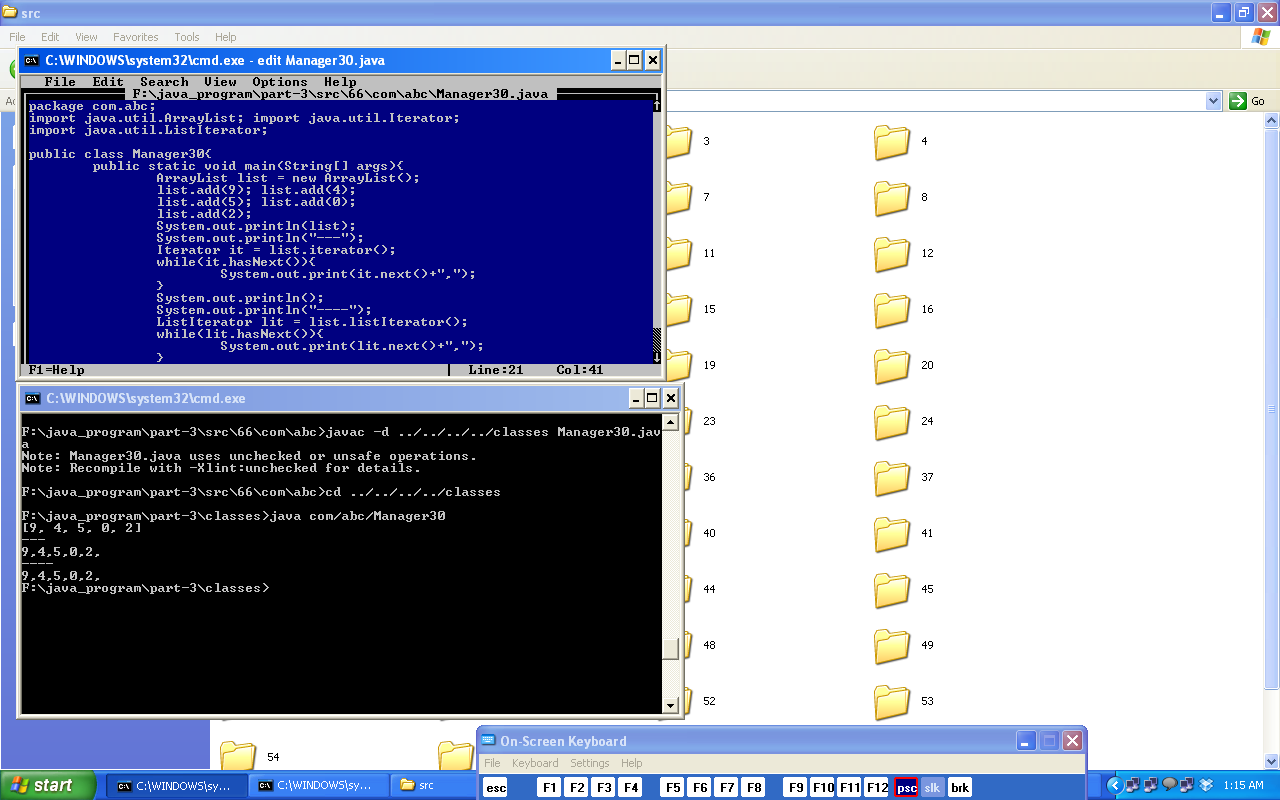 src
File Edit View Favorites Tools Help
C:\WINDOWS\system32\cmd.exe - edit Manager30.java
File Edit Search View Options Help
F:\java_program\part-3\src\66\com\abc\Manager30.java
package com.abc;
import java.util.ArrayList; import java.util.Iterator;
import java.util.ListIterator;
public class Manager30{
public static void main(String[] args){
ArrayList list = new ArrayList();
list.add(9); list.add(4);
list.add(5); list.add(0);
list.add(2);
System.out.println(list);
System.out.println("---");
Iterator it = list.iterator();
while(it.hasNext()){
System.out.print(it.next()+",");
}
System.out.println();
System.out.println("----");
ListIterator lit = list.listIterator();
while(lit.hasNext()){
System.out.print(lit.next()+",");
}
F1=Help Line:21 Col:41
Go
3 4
7 8
11 12
15 16
19 20
23 24
36 37
40 41
44 45
48 49
52 53
54
C:\WINDOWS\system32\cmd.exe
F:\java_program\part-3\src\66\com\abc>javac -d ../../../../classes Manager30.jav
a
Note: Manager30.java uses unchecked or unsafe operations.
Note: Recompile with -Xlint:unchecked for details.
F:\java_program\part-3\src\66\com\abc>cd ../../../../classes
F:\java_program\part-3\classes>java com/abc/Manager30
[9, 4, 5, 0, 2]
---
9,4,5,0,2,
----
9,4,5,0,2,
F:\java_program\part-3\classes>
On-Screen Keyboard
File Keyboard Settings Help
esc F1 F2 F3 F4 F5 F6 F7 F8 F9 F10 F11 F12 psc slk brk
start C:\WINDOWS\sy... C:\WINDOWS\sy... src 1:15 AM